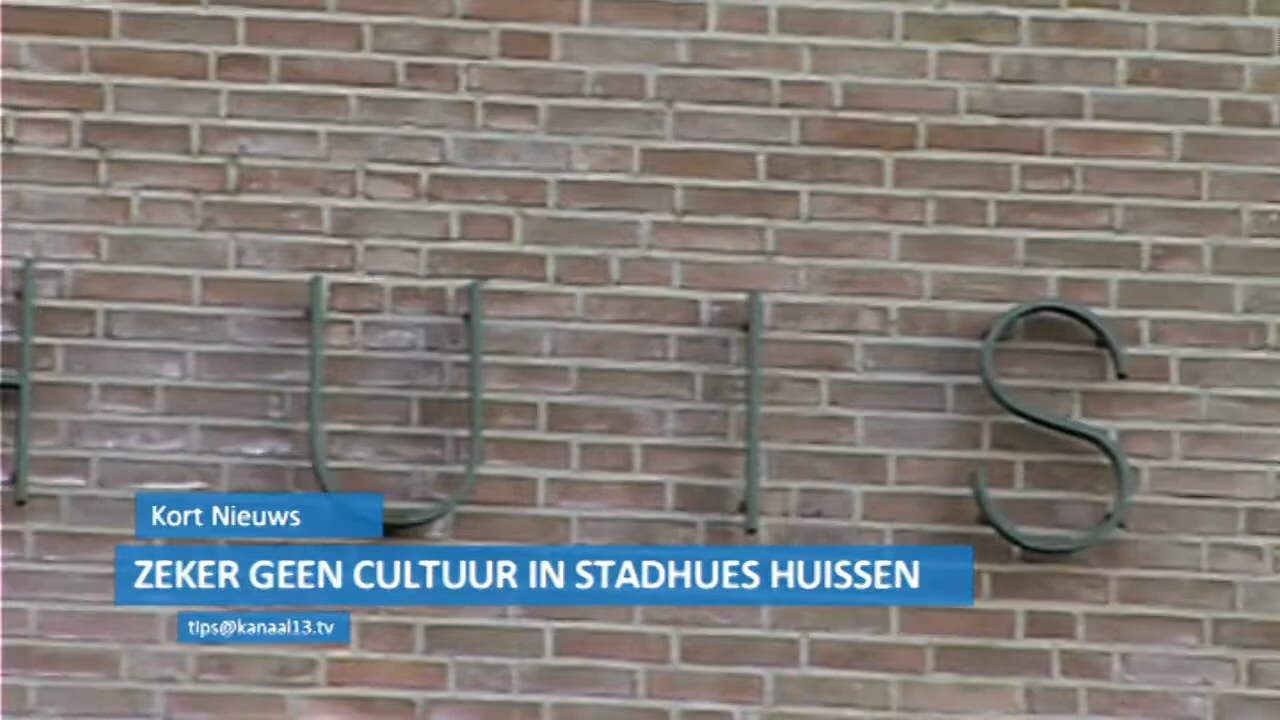 HUIS
Kort Nieuws
ZEKER GEEN CULTUUR IN STADHUES HUISSEN
tips@kanaal13.tv